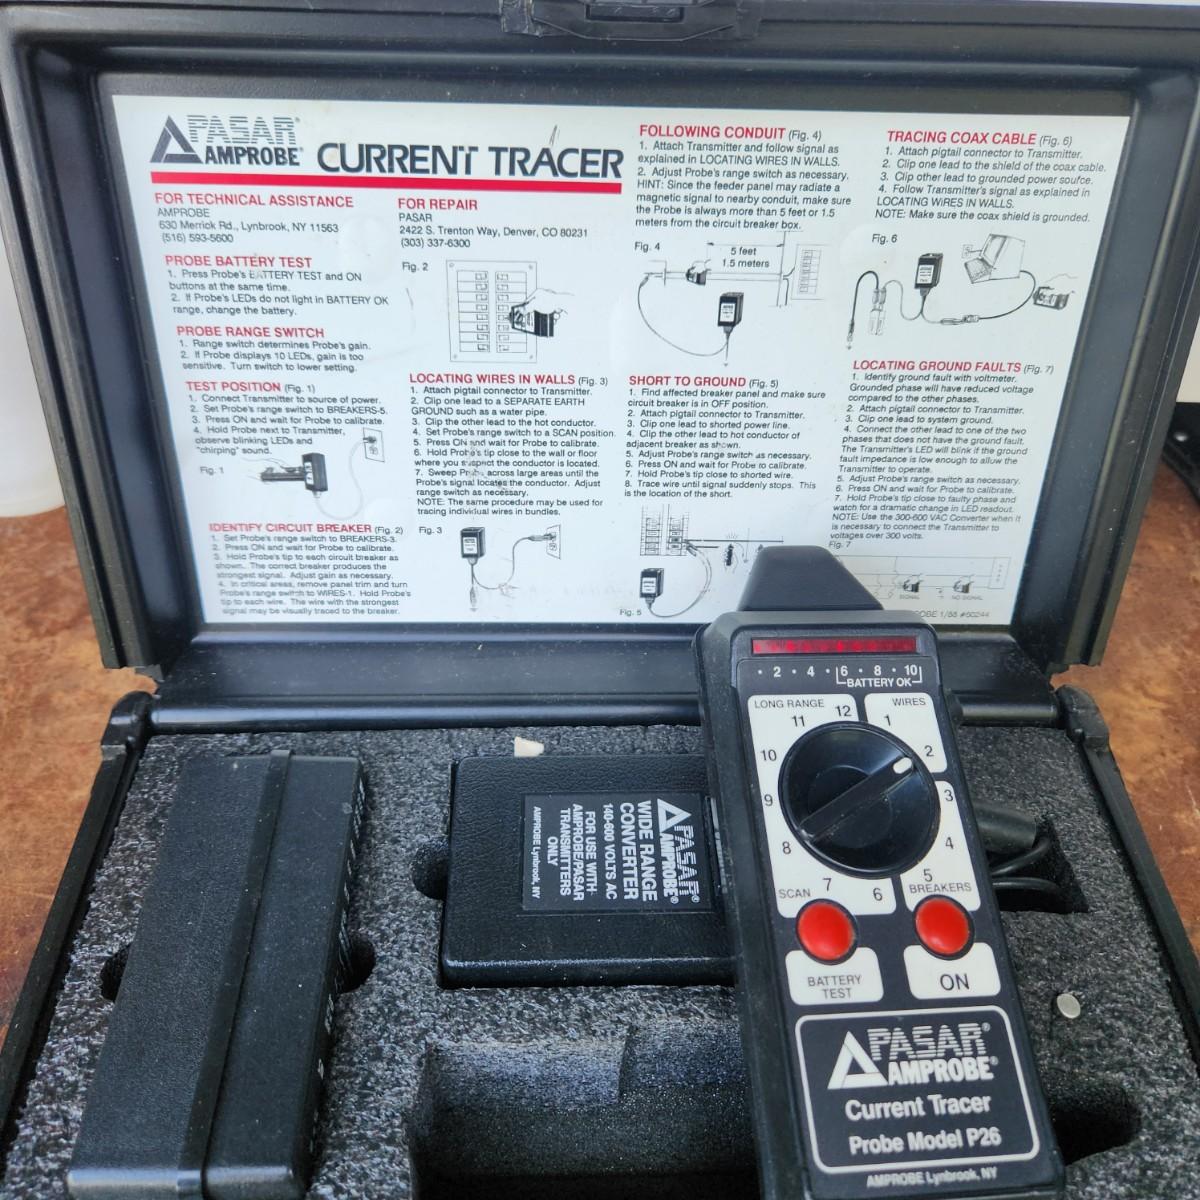 PASAR
AMPROBE®
CURRENT TRACER
FOR TECHNICAL ASSISTANCE
AMPROBE
630 Merrick Rd., Lynbrook, NY 11563
(516) 593-5600
FOR REPAIR
PASAR
2422 S. Trenton Way, Denver, CO 80231
(303) 337-6300
PROBE BATTERY TEST
1. Press Probe's BATTERY TEST and ON
buttons at the same time.
2. If Probe's LEDs do not light in BATTERY OK
range, change the battery.
PROBE RANGE SWITCH
1. Range switch determines Probe's gain.
2. If Probe displays 10 LEDs, gain is too
sensitive. Turn switch to lower setting.
TEST POSITION (Fig. 1)
1. Connect Transmitter to source of power.
2. Set Probe's range switch to BREAKERS-5.
3. Press ON and wait for Probe to calibrate.
4. Hold Probe next to Transmitter,
observe blinking LEDs and
"chirping" sound.
Fig. 1
IDENTIFY CIRCUIT BREAKER (Fig. 2)
1. Set Probe's range switch to BREAKERS-3.
2. Press ON and wait for Probe to calibrate.
3. Hold Probe's tip to each circuit breaker as
shown. The correct breaker produces the
strongest signal. Adjust gain as necessary.
4. In critical areas, remove panel trim and turn
Probe's range switch to WIRES-1. Hold Probe's
tip to each wire. The wire with the strongest
signal may be visually traced to the breaker.
Fig. 2
LOCATING WIRES IN WALLS (Fig. 3)
1. Attach pigtail connector to Transmitter.
2. Clip one lead to a SEPARATE EARTH
GROUND such as a water pipe.
3. Clip the other lead to the hot conductor.
4. Set Probe's range switch to a SCAN position.
5. Press ON and wait for Probe to calibrate.
6. Hold Probe's tip close to the wall or floor
where you suspect the conductor is located.
7. Sweep Probe across large areas until the
Probe's signal locates the conductor. Adjust
range switch as necessary.
NOTE: The same procedure may be used for
tracing individual wires in bundles.
Fig. 3
FOLLOWING CONDUIT (Fig. 4)
1. Attach Transmitter and follow signal as
explained in LOCATING WIRES IN WALLS.
2. Adjust Probe's range switch as necessary.
HINT: Since the feeder panel may radiate a
magnetic signal to nearby conduit, make sure
the Probe is always more than 5 feet or 1.5
meters from the circuit breaker box.
Fig. 4
5 feet
1.5 meters
SHORT TO GROUND (Fig. 5)
1. Find affected breaker panel and make sure
circuit breaker is in OFF position.
2. Attach pigtail connector to Transmitter.
3. Clip one lead to shorted power line.
4. Clip the other lead to hot conductor of
adjacent breaker as shown.
5. Adjust Probe's range switch as necessary.
6. Press ON and wait for Probe to calibrate.
7. Hold Probe's tip close to shorted wire.
8. Trace wire until signal suddenly stops. This
is the location of the short.
Fig. 5
TRACING COAX CABLE (Fig. 6)
1. Attach pigtail connector to Transmitter.
2. Clip one lead to the shield of the coax cable.
3. Clip other lead to grounded power source.
4. Follow Transmitter's signal as explained in
LOCATING WIRES IN WALLS.
NOTE: Make sure the coax shield is grounded.
Fig. 6
LOCATING GROUND FAULTS (Fig. 7)
1. Identify ground fault with voltmeter.
Grounded phase will have reduced voltage
compared to the other phases.
2. Attach pigtail connector to Transmitter.
3. Clip one lead to system ground.
4. Connect the other lead to one of the two
phases that does not have the ground fault.
The Transmitter's LED will blink if the ground
fault impedance is low enough to allow the
Transmitter to operate.
5. Adjust Probe's range switch as necessary.
6. Press ON and wait for Probe to calibrate.
7. Hold Probe's tip close to faulty phase and
watch for a dramatic change in LED readout.
NOTE: Use the 300-600 VAC Converter when it
is necessary to connect the Transmitter to
voltages over 300 volts.
Fig. 7
SIGNAL
NO SIGNAL
1/88 #60244
PASAR®
AMPROBE®
WIDE RANGE
CONVERTER
140-600 VOLTS AC
FOR USE WITH
AMPROBE/PASAR
TRANSMITTERS
ONLY
AMPROBE Lynbrook, NY
· 2 · 4 · 6 · 8 · 10
BATTERY OK
LONG RANGE
WIRES
1
2
3
4
5
BREAKERS
6
7
SCAN
8
9
10
11
12
BATTERY
TEST
ON
PASAR®
AMPROBE®
Current Tracer
Probe Model P26
AMPROBE Lynbrook, NY